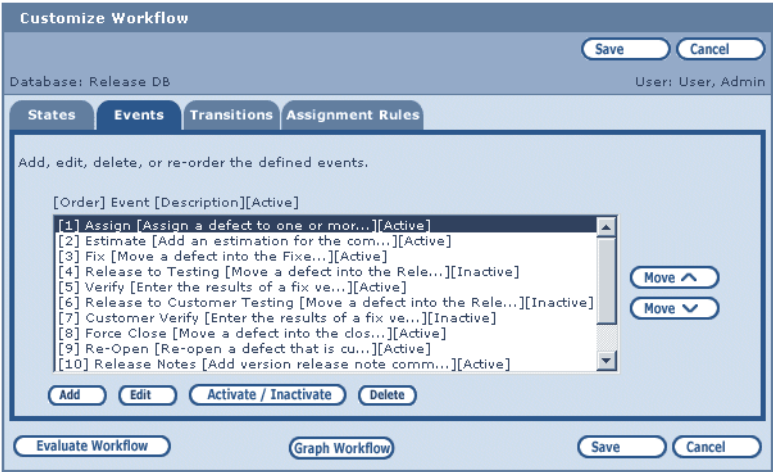 Customize Workflow
Save Cancel
Database: Release DB User: User, Admin
States Events Transitions Assignment Rules
Add, edit, delete, or re-order the defined events.
[Order] Event [Description][Active]
[1] Assign [Assign a defect to one or mor...][Active]
[2] Estimate [Add an estimation for the com...][Active]
[3] Fix [Move a defect into the Fixe...][Active]
[4] Release to Testing [Move a defect into the Rele...][Inactive]
[5] Verify [Enter the results of a fix ve...][Active]
[6] Release to Customer Testing [Move a defect into the Rele...][Inactive]
[7] Customer Verify [Enter the results of a fix ve...][Inactive]
[8] Force Close [Move a defect into the clos...][Active]
[9] Re-Open [Re-open a defect that is cu...][Active]
[10] Release Notes [Add version release note comm...][Active]
Move
Move
Add Edit Activate / Inactivate Delete
Evaluate Workflow Graph Workflow Save Cancel